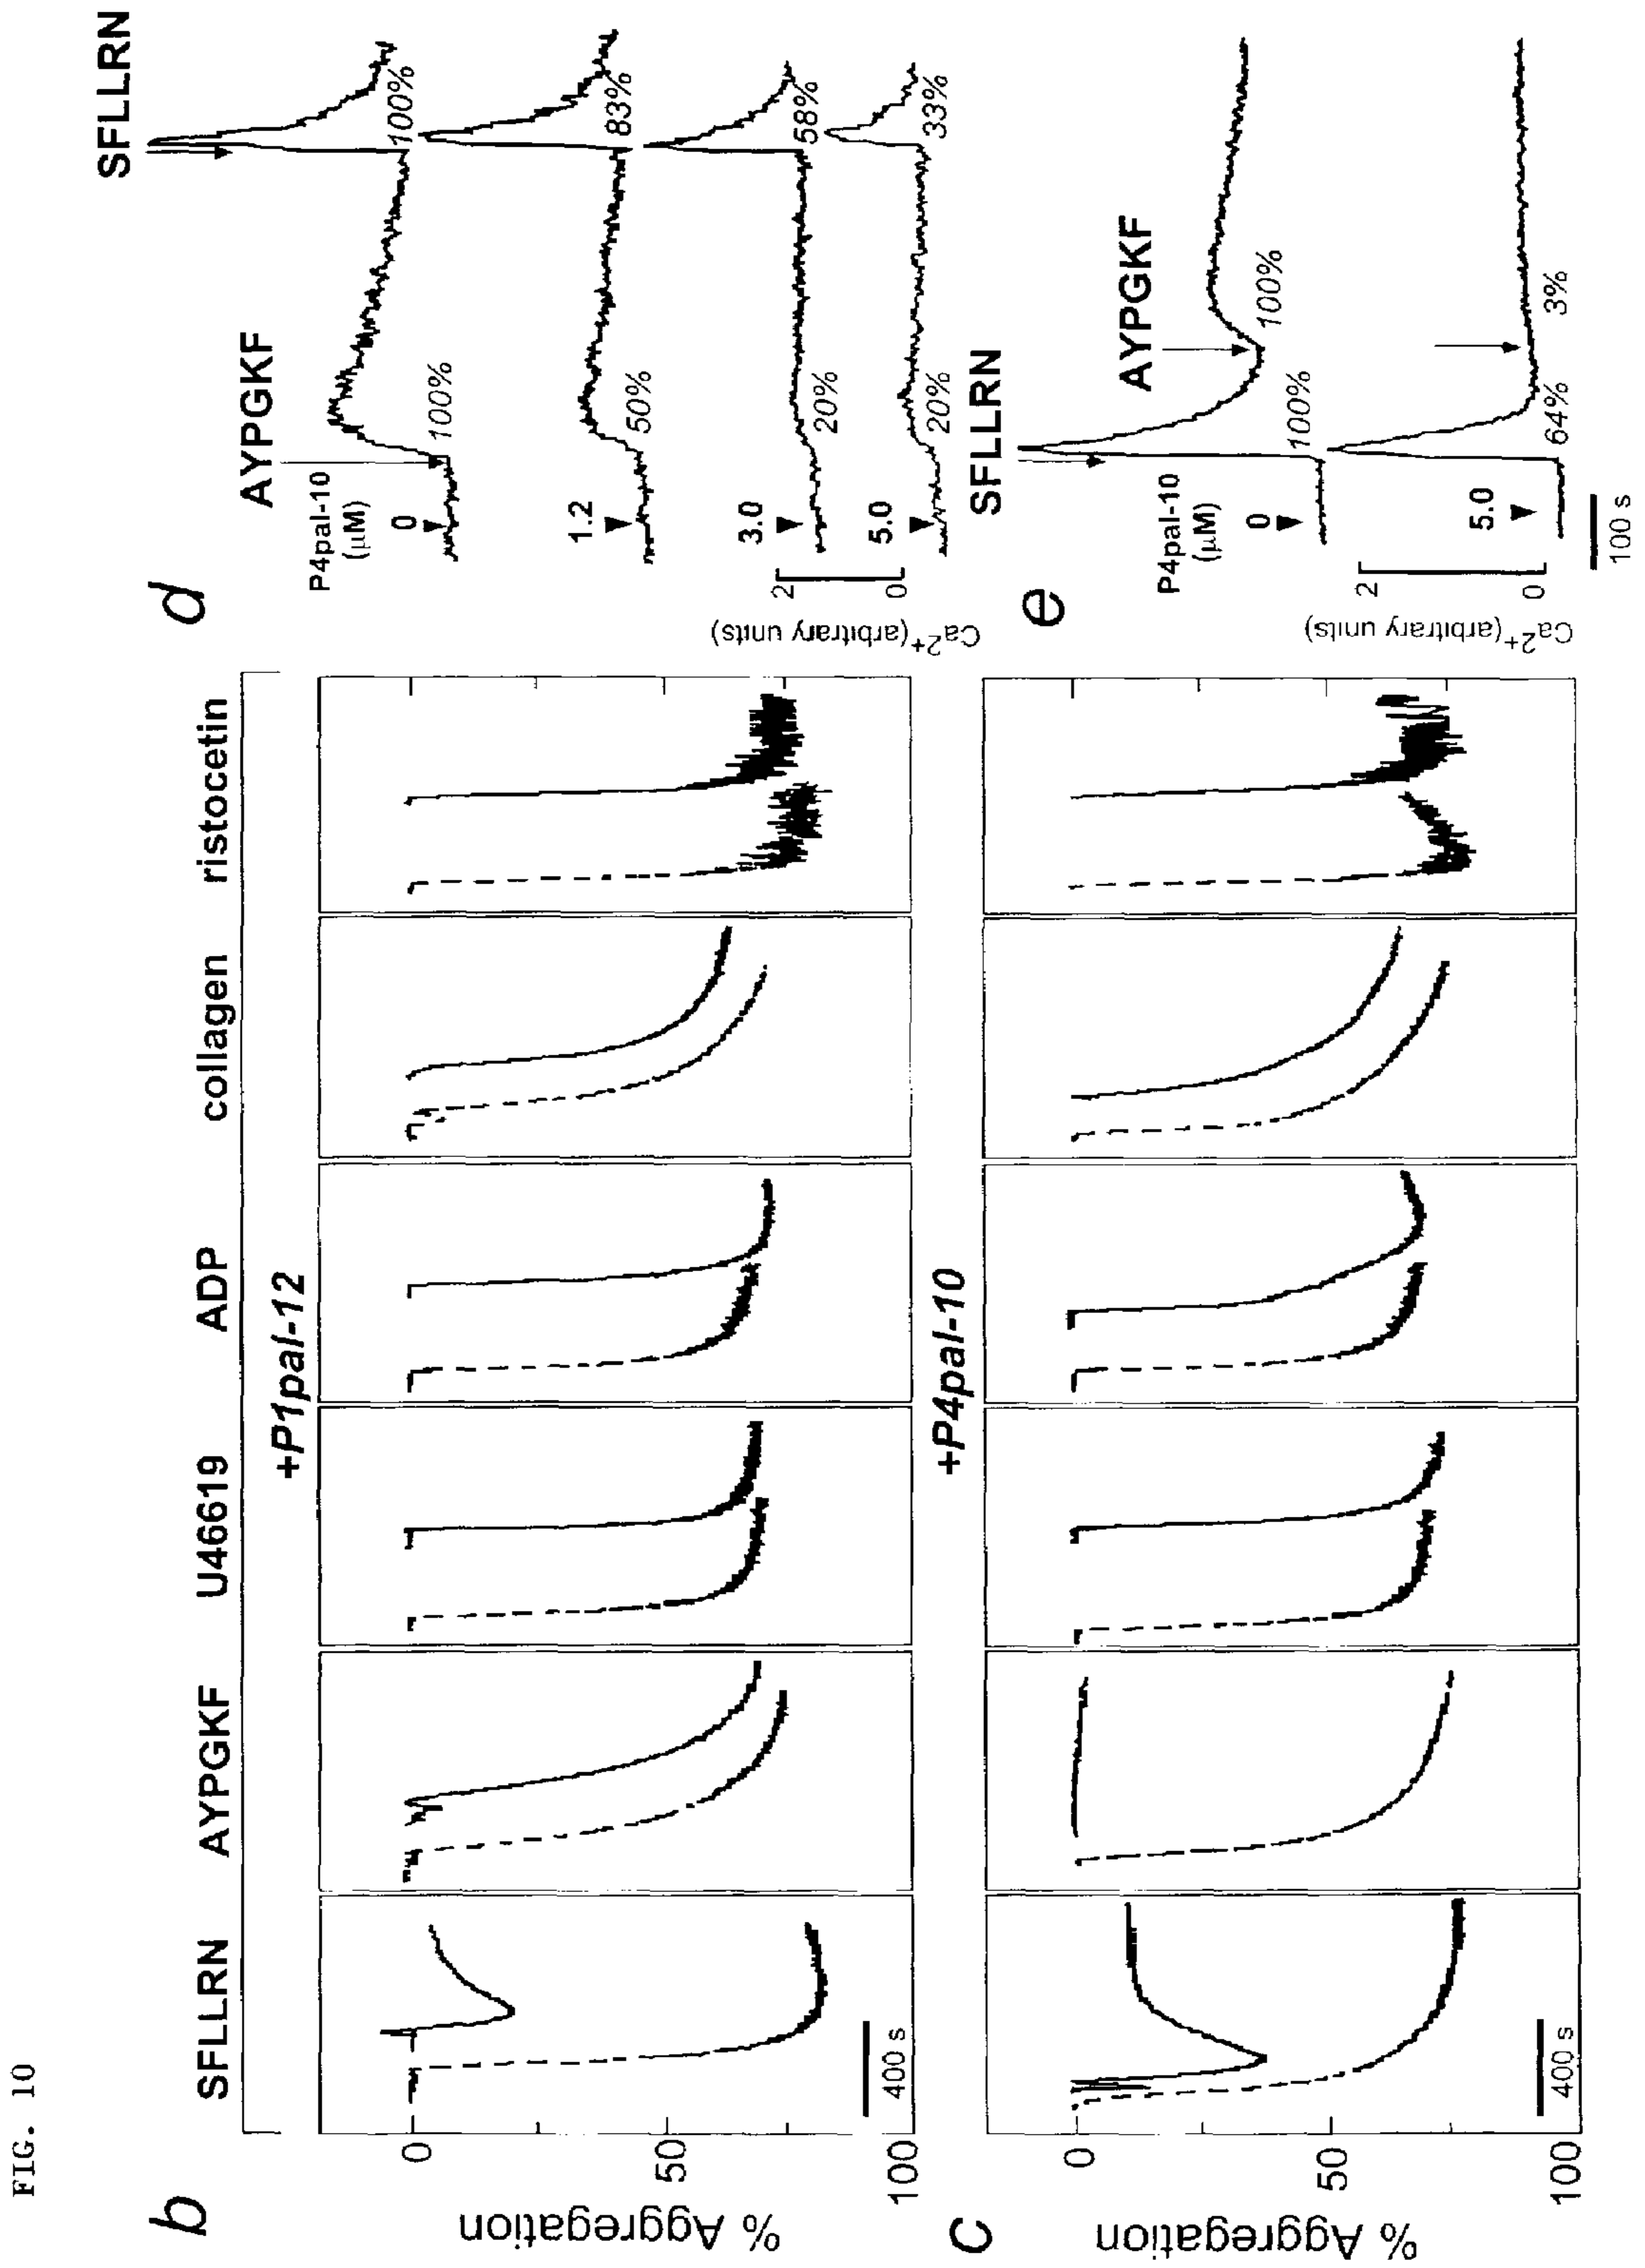 FIG. 10
b
SFLLRN AYPGKF U46619 ADP collagen ristocetin
+P1pal-12
% Aggregation
0
50
100
400 s
c
+P4pal-10
% Aggregation
0
50
100
400 s
d
AYPGKF
SFLLRN
P4pal-10
(μM)
0
100%
100%
1.2
50%
83%
3.0
20%
58%
5.0
20%
33%
2
0
Ca2+(arbitrary units)
e
SFLLRN
AYPGKF
P4pal-10
(μM)
0
100%
100%
5.0
64%
3%
2
0
Ca2+(arbitrary units)
100 s